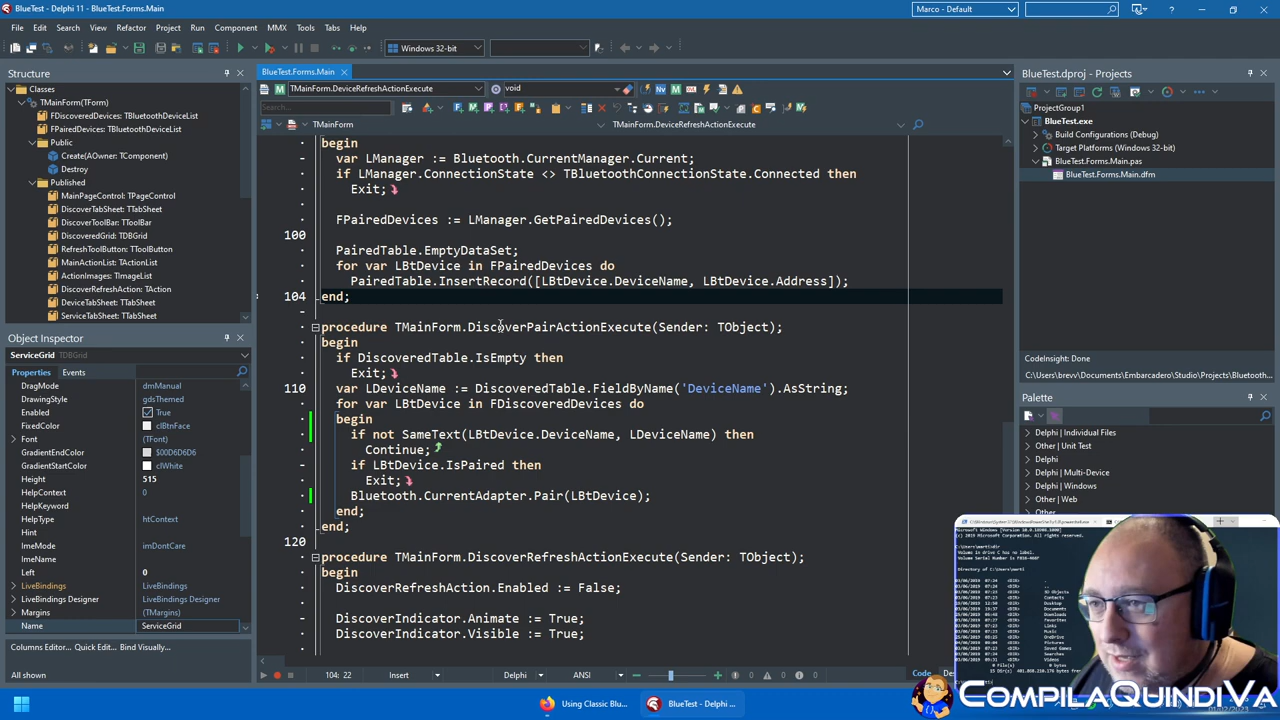 BlueTest - Delphi 11 - BlueTest.Forms.Main
Marco - Default
File Edit Search View Refactor Project Run Component MMX Tools Tabs Help
Windows 32-bit
Structure
Classes
TMainForm(TForm)
FDiscoveredDevices: TBluetoothDeviceList
FPairedDevices: TBluetoothDeviceList
Public
Create(AOwner: TComponent)
Destroy
Published
MainPageControl: TPageControl
DiscoverTabSheet: TTabSheet
DiscoverToolBar: TToolBar
DiscoveredGrid: TDBGrid
RefreshToolButton: TToolButton
MainActionList: TActionList
ActionImages: TImageList
DiscoverRefreshAction: TAction
DeviceTabSheet: TTabSheet
ServiceTabSheet: TTabSheet
Object Inspector
ServiceGrid TDBGrid
Properties Events
DragMode dmManual
DrawingStyle gdsThemed
Enabled True
FixedColor clBtnFace
Font (TFont)
GradientEndColor $00D6D6D6
GradientStartColor clWhite
Height 515
HelpContext 0
HelpKeyword
HelpType htContext
Hint
ImeMode imDontCare
ImeName
Left 0
LiveBindings LiveBindings
LiveBindings Designer LiveBindings Designer
Margins (TMargins)
Name ServiceGrid
Columns Editor... Quick Edit... Bind Visually...
All shown
BlueTest.Forms.Main
TMainForm.DeviceRefreshActionExecute void
Search...
TMainForm TMainForm.DeviceRefreshActionExecute
begin
var LManager := Bluetooth.CurrentManager.Current;
if LManager.ConnectionState <> TBluetoothConnectionState.Connected then
Exit;
FPairedDevices := LManager.GetPairedDevices();
100
PairedTable.EmptyDataSet;
for var LBtDevice in FPairedDevices do
PairedTable.InsertRecord([LBtDevice.DeviceName, LBtDevice.Address]);
104 end;
procedure TMainForm.DiscoverPairActionExecute(Sender: TObject);
begin
if DiscoveredTable.IsEmpty then
Exit;
110 var LDeviceName := DiscoveredTable.FieldByName('DeviceName').AsString;
for var LBtDevice in FDiscoveredDevices do
begin
if not SameText(LBtDevice.DeviceName, LDeviceName) then
Continue;
if LBtDevice.IsPaired then
Exit;
Bluetooth.CurrentAdapter.Pair(LBtDevice);
end;
end;
120
procedure TMainForm.DiscoverRefreshActionExecute(Sender: TObject);
begin
DiscoverRefreshAction.Enabled := False;
DiscoverIndicator.Animate := True;
DiscoverIndicator.Visible := True;
104: 22 Insert Delphi 110% 0 0 0 Code
BlueTest.dproj - Projects
ProjectGroup1
BlueTest.exe
Build Configurations (Debug)
Target Platforms (Windows 32-bit)
BlueTest.Forms.Main.pas
BlueTest.Forms.Main.dfm
CodeInsight: Done
C:\Users\brevv\Documents\Embarcadero\Studio\Projects\Bluetooth...
Palette
Delphi | Individual Files
Other | Unit Test
Delphi
Delphi | Multi-Device
Delphi | Windows
Other | Web
Other
Using Classic Blu... BlueTest - Delphi ...
COMPILAQUINDIVA